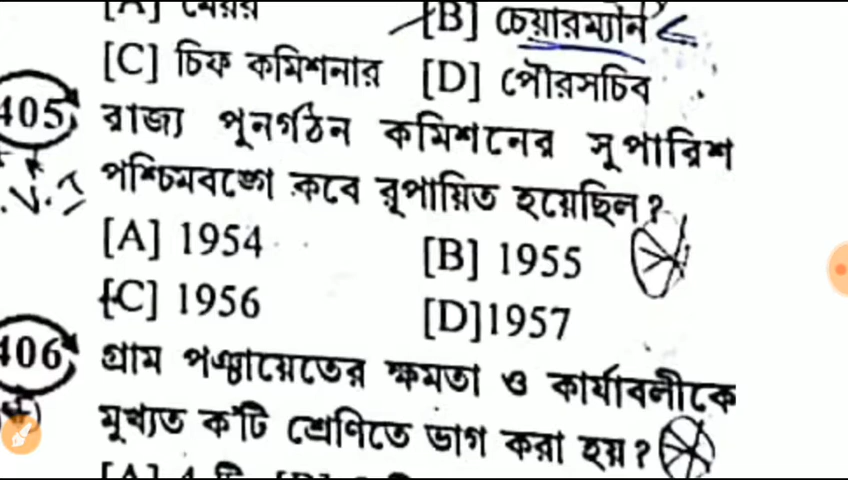 [A] মেয়র [B] চেয়ারম্যান
[C] চিফ কমিশনার [D] পৌরসচিব
405 রাজ্য পুনর্গঠন কমিশনের সুপারিশ
পশ্চিমবঙ্গে কবে রূপায়িত হয়েছিল?
[A] 1954 [B] 1955
[C] 1956 [D]1957
406 গ্রাম পঞ্চায়েতের ক্ষমতা ও কার্যাবলীকে
মুখ্যত ক'টি শ্রেণিতে ভাগ করা হয়?